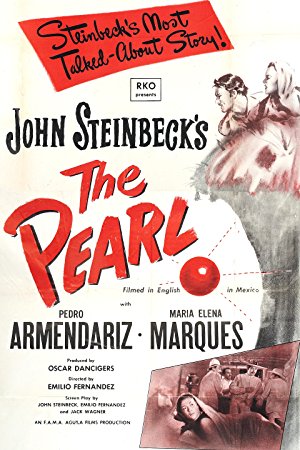 Steinbeck's Most
Talked-About Story!
RKO
presents
JOHN STEINBECK'S
The
PEARL
Filmed in English in Mexico
with
PEDRO MARIA ELENA
ARMENDARIZ · MARQUES
Produced by
OSCAR DANCIGERS
Directed by
EMILIO FERNANDEZ
Screen Play by
JOHN STEINBECK, EMILIO FERNANDEZ
and JACK WAGNER
AN F.A.M.A. AGUILA FILMS PRODUCTION